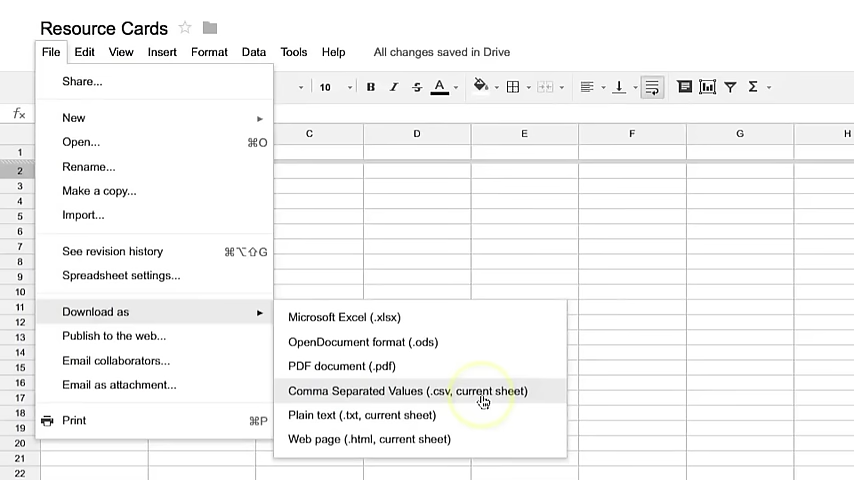 Resource Cards
File Edit View Insert Format Data Tools Help All changes saved in Drive
Share...
10 B I S A Σ
New
fx
Open... ⌘O
C D E F G H
1
Rename...
2
3
Make a copy...
4
Import...
5
6
See revision history ⌘⌥⇧G
7
8
Spreadsheet settings...
9
10
Download as
11
Microsoft Excel (.xlsx)
12
Publish to the web...
13
OpenDocument format (.ods)
14
Email collaborators...
PDF document (.pdf)
15
Email as attachment...
16
Comma Separated Values (.csv, current sheet)
17
Print ⌘P
18
Plain text (.txt, current sheet)
19
Web page (.html, current sheet)
20
21
22